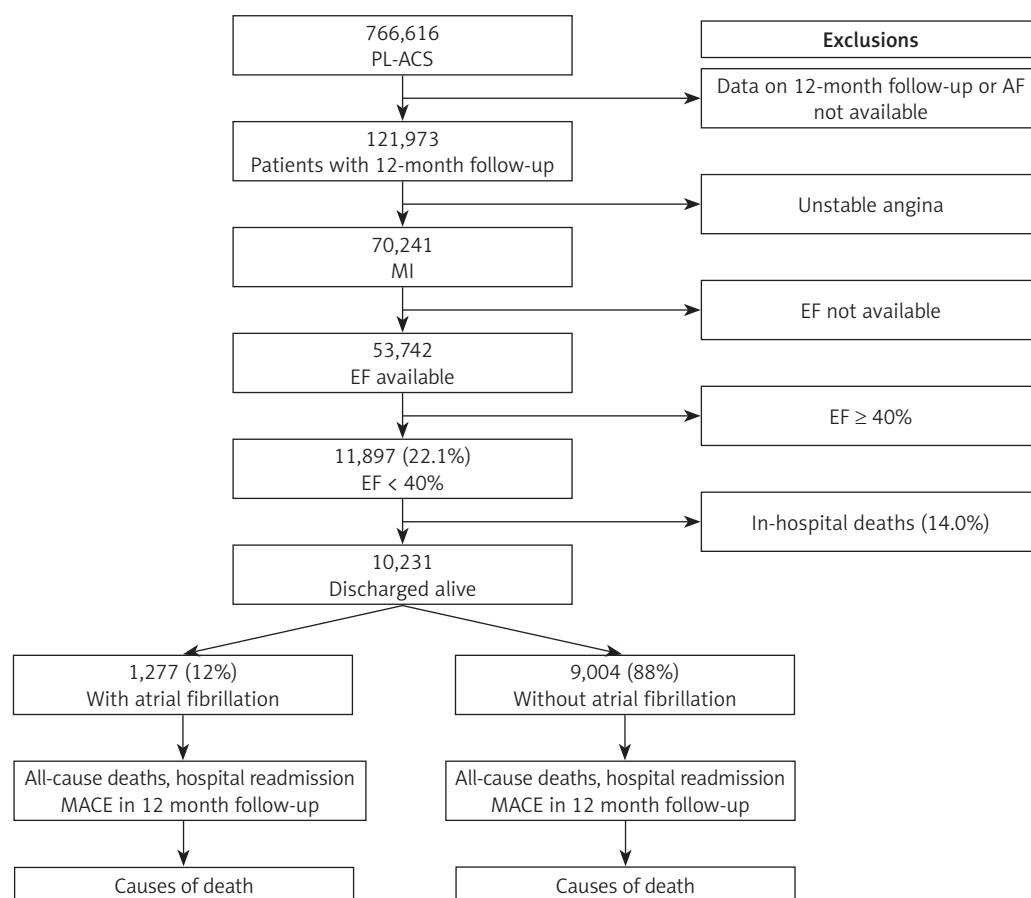 766,616
PL-ACS
Exclusions
Data on 12-month follow-up or AF
not available
121,973
Patients with 12-month follow-up
Unstable angina
70,241
MI
EF not available
53,742
EF available
EF ≥ 40%
11,897 (22.1%)
EF < 40%
In-hospital deaths (14.0%)
10,231
Discharged alive
1,277 (12%)
With atrial fibrillation
9,004 (88%)
Without atrial fibrillation
All-cause deaths, hospital readmission
MACE in 12 month follow-up
All-cause deaths, hospital readmission
MACE in 12 month follow-up
Causes of death
Causes of death